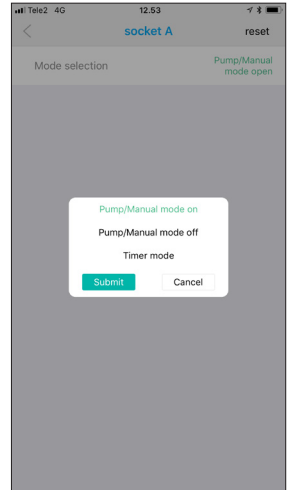 Tele2 4G 12.53
socket A reset
Mode selection Pump/Manual
mode open
Pump/Manual mode on
Pump/Manual mode off
Timer mode
Submit Cancel